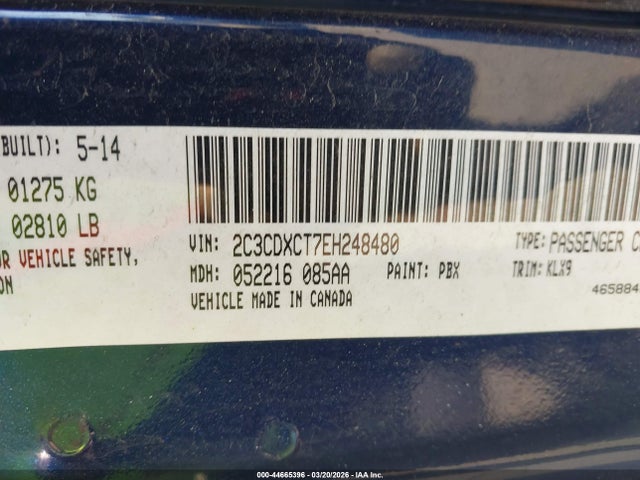 BUILT): 5-14
01275 KG
02810 LB
OR VEHICLE SAFETY,
ON
VIN: 2C3CDXCT7EH248480
TYPE: PASSENGER C
MDH: 052216 085AA
PAINT: PBX
TRIM: KLX9
VEHICLE MADE IN CANADA
46588
000-44665396 | 03/20/2026 | IAA Inc.